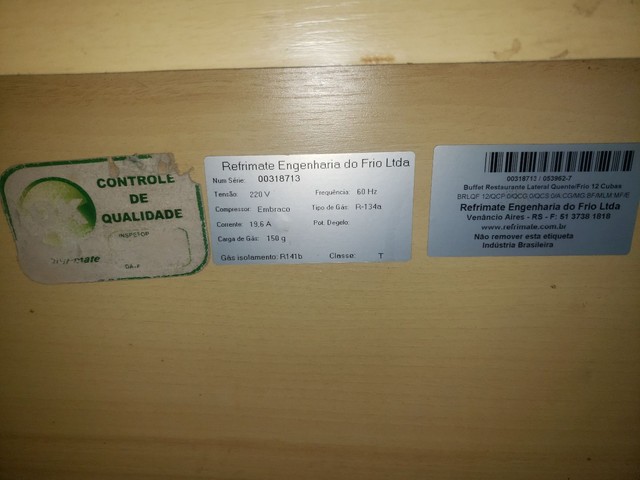 CONTROLE
DE
QUALIDADE
INSPETOR
Refrimate Engenharia do Frio Ltda
Num Série: 00318713
Tensão: 220 V Frequência: 60 Hz
Compressor: Embraco Tipo de Gás: R-134a
Corrente: 19,6 A Pot. Degelo:
Carga de Gás: 150 g
Gás isolamento: R141b Classe: T
00318713 / 053862-7
Buffet Restaurante Lateral Quente/Frio 12 Cubas
Refrimate Engenharia do Frio Ltda
Venâncio Aires - RS - F: 51 3738 1818
www.refrimate.com.br
Não remover esta etiqueta
Indústria Brasileira